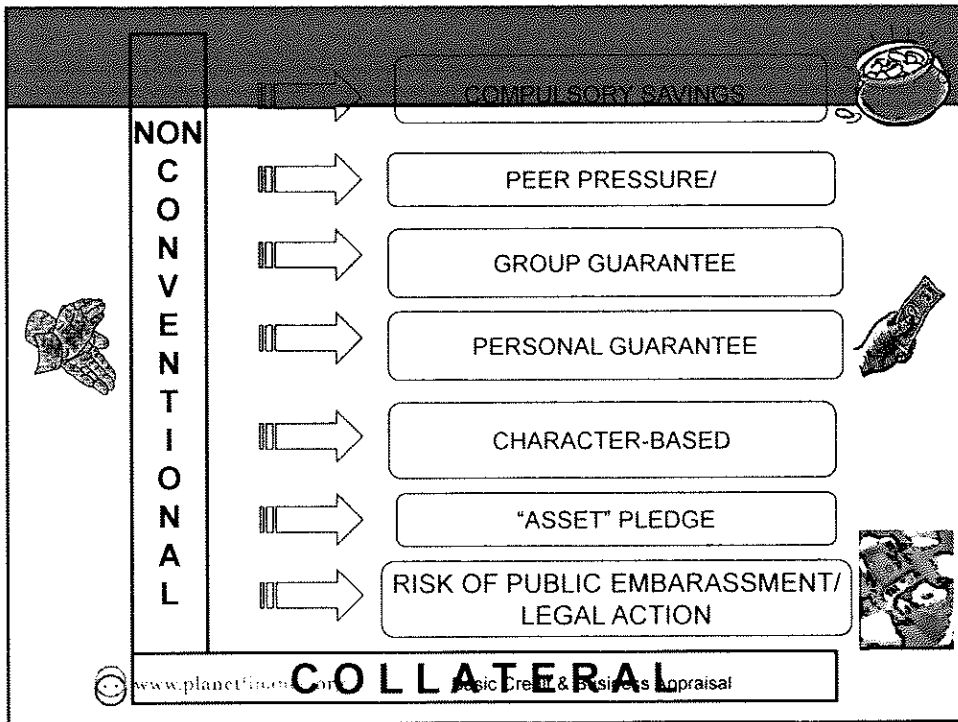 COMPULSORY SAVINGS
NON
CONVENTIONAL
PEER PRESSURE/
GROUP GUARANTEE
PERSONAL GUARANTEE
CHARACTER-BASED
"ASSET" PLEDGE
RISK OF PUBLIC EMBARASSMENT/
LEGAL ACTION
COLLATERAL
Basic Credit & Business Appraisal